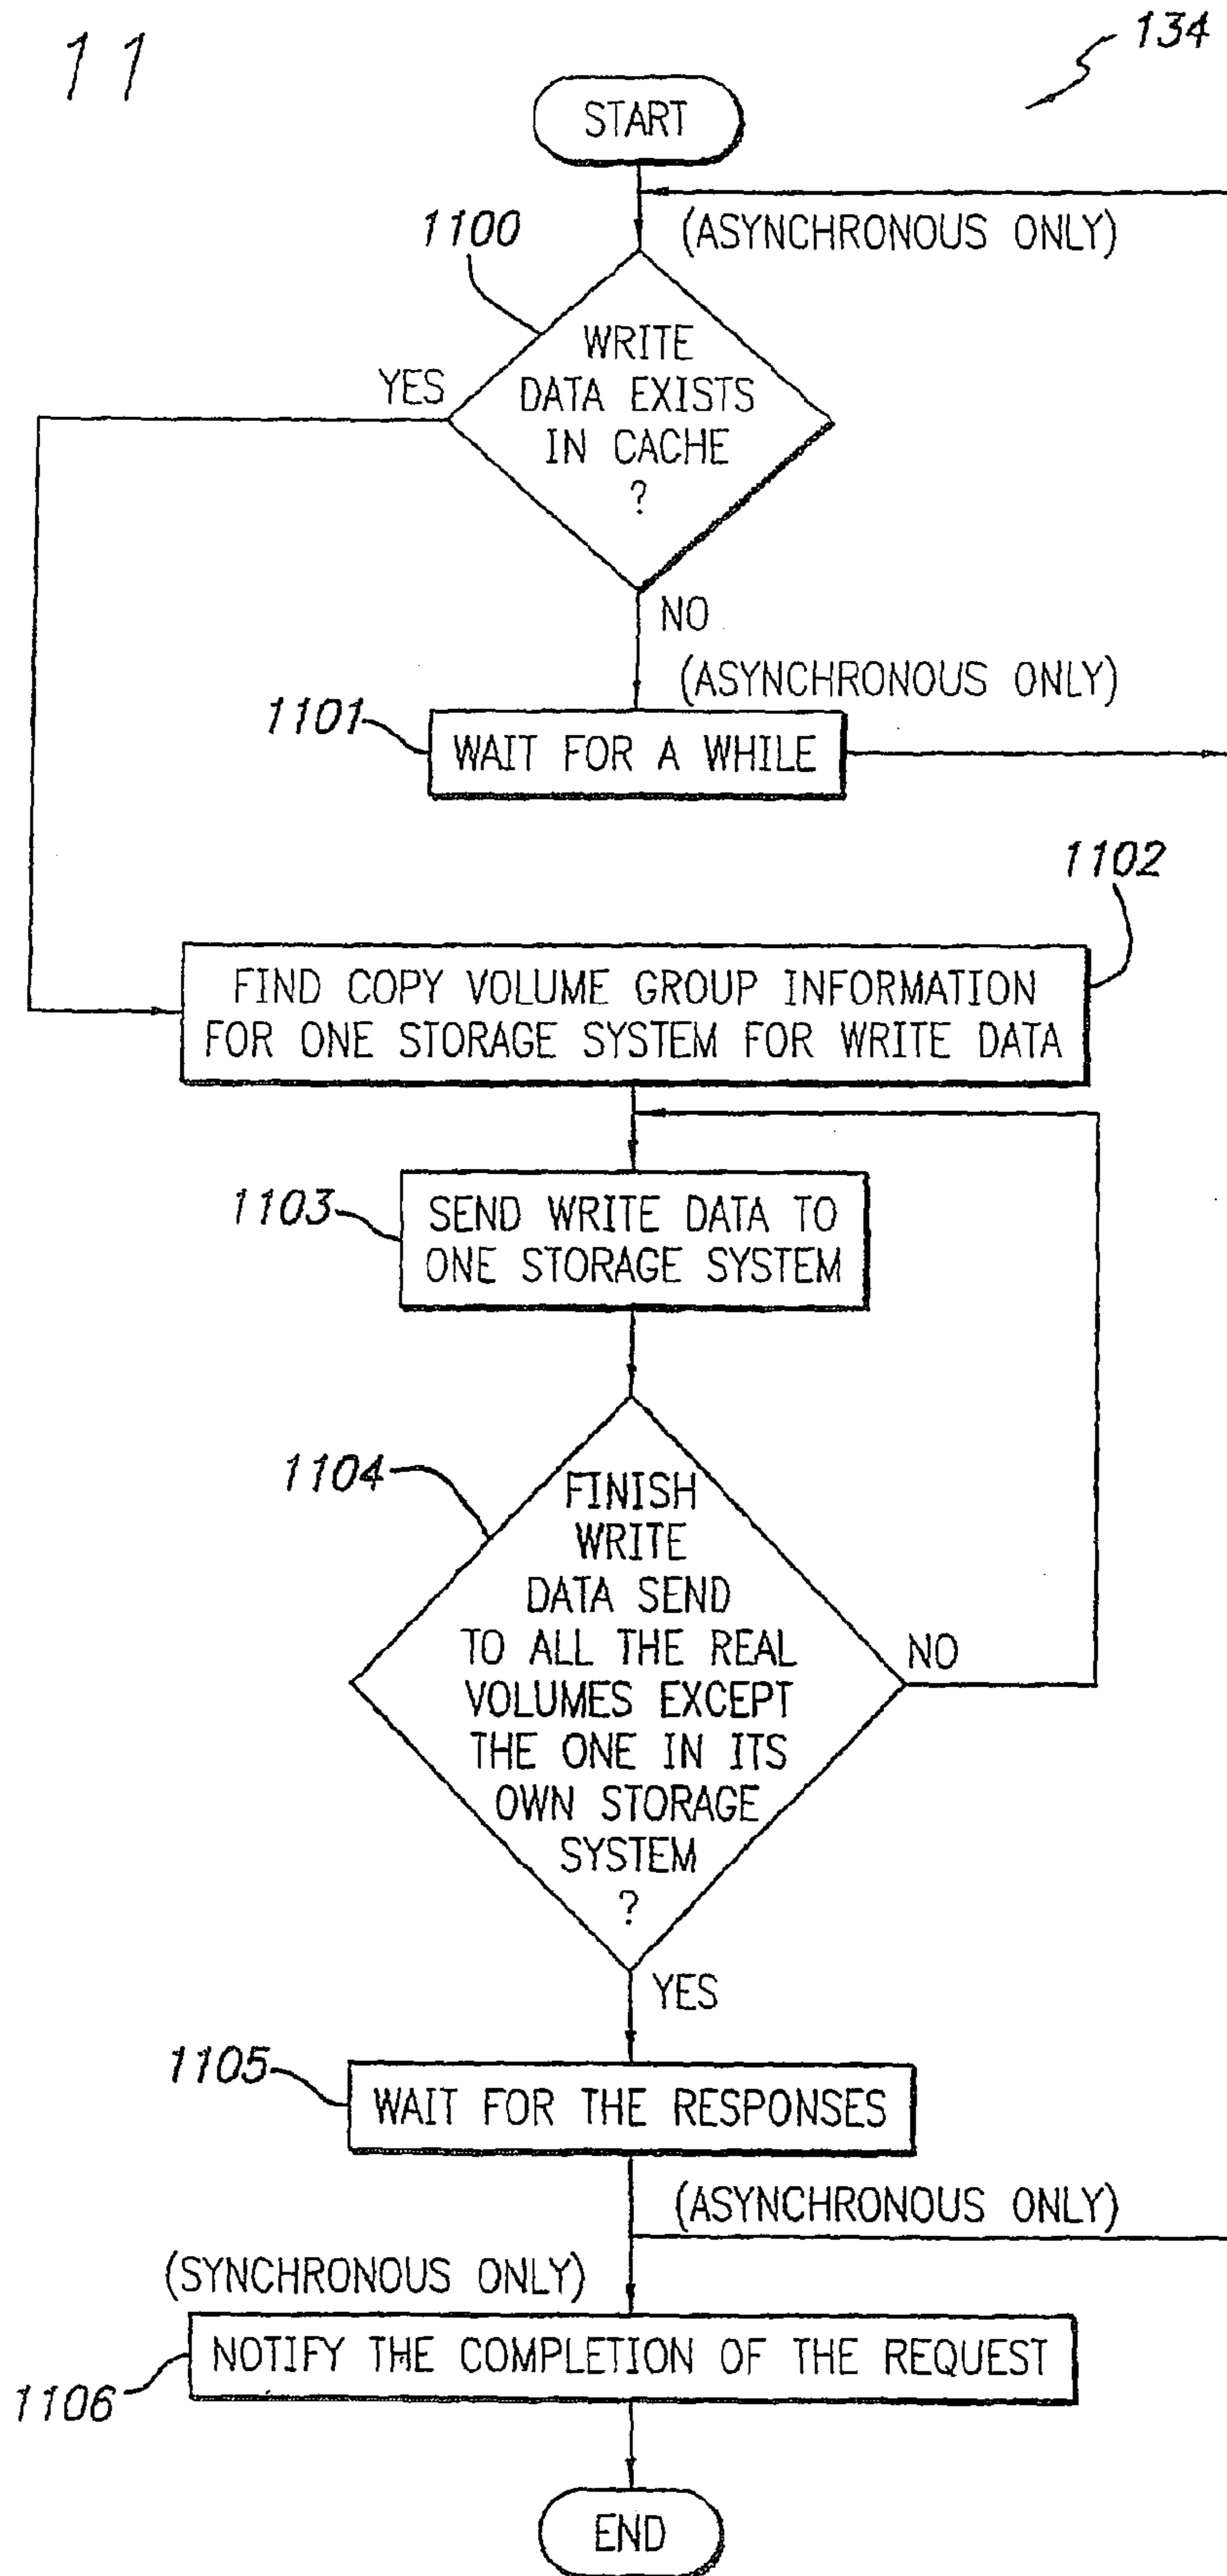 11
134
START
(ASYNCHRONOUS ONLY)
1100
WRITE
DATA EXISTS
IN CACHE
?
YES
NO
(ASYNCHRONOUS ONLY)
1101
WAIT FOR A WHILE
1102
FIND COPY VOLUME GROUP INFORMATION
FOR ONE STORAGE SYSTEM FOR WRITE DATA
1103
SEND WRITE DATA TO
ONE STORAGE SYSTEM
1104
FINISH
WRITE
DATA SEND
TO ALL THE REAL
VOLUMES EXCEPT
THE ONE IN ITS
OWN STORAGE
SYSTEM
?
NO
YES
1105
WAIT FOR THE RESPONSES
(ASYNCHRONOUS ONLY)
(SYNCHRONOUS ONLY)
NOTIFY THE COMPLETION OF THE REQUEST
1106
END